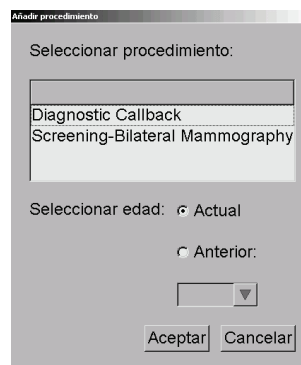 Añadir procedimiento
Seleccionar procedimiento:
Diagnostic Callback
Screening-Bilateral Mammography
Seleccionar edad: Actual
Anterior:
Aceptar Cancelar